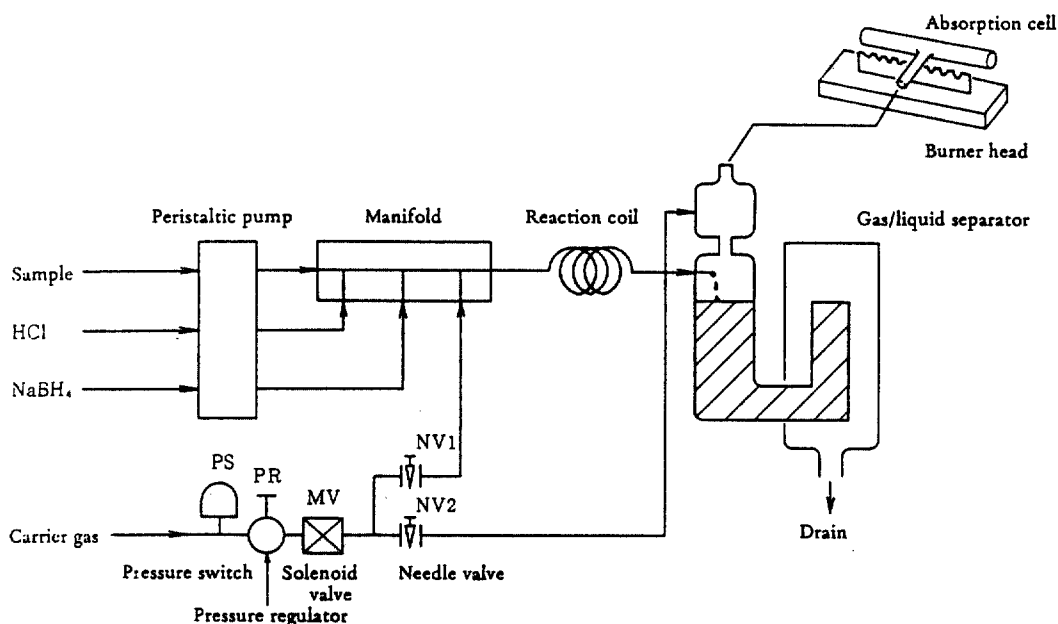 Absorption cell
Burner head
Peristaltic pump
Manifold
Reaction coil
Gas/liquid separator
Sample
HCl
NaBH₄
NV1
PS
PR
MV
NV2
Carrier gas
Drain
Pressure switch
Solenoid
valve
Needle valve
Pressure regulator